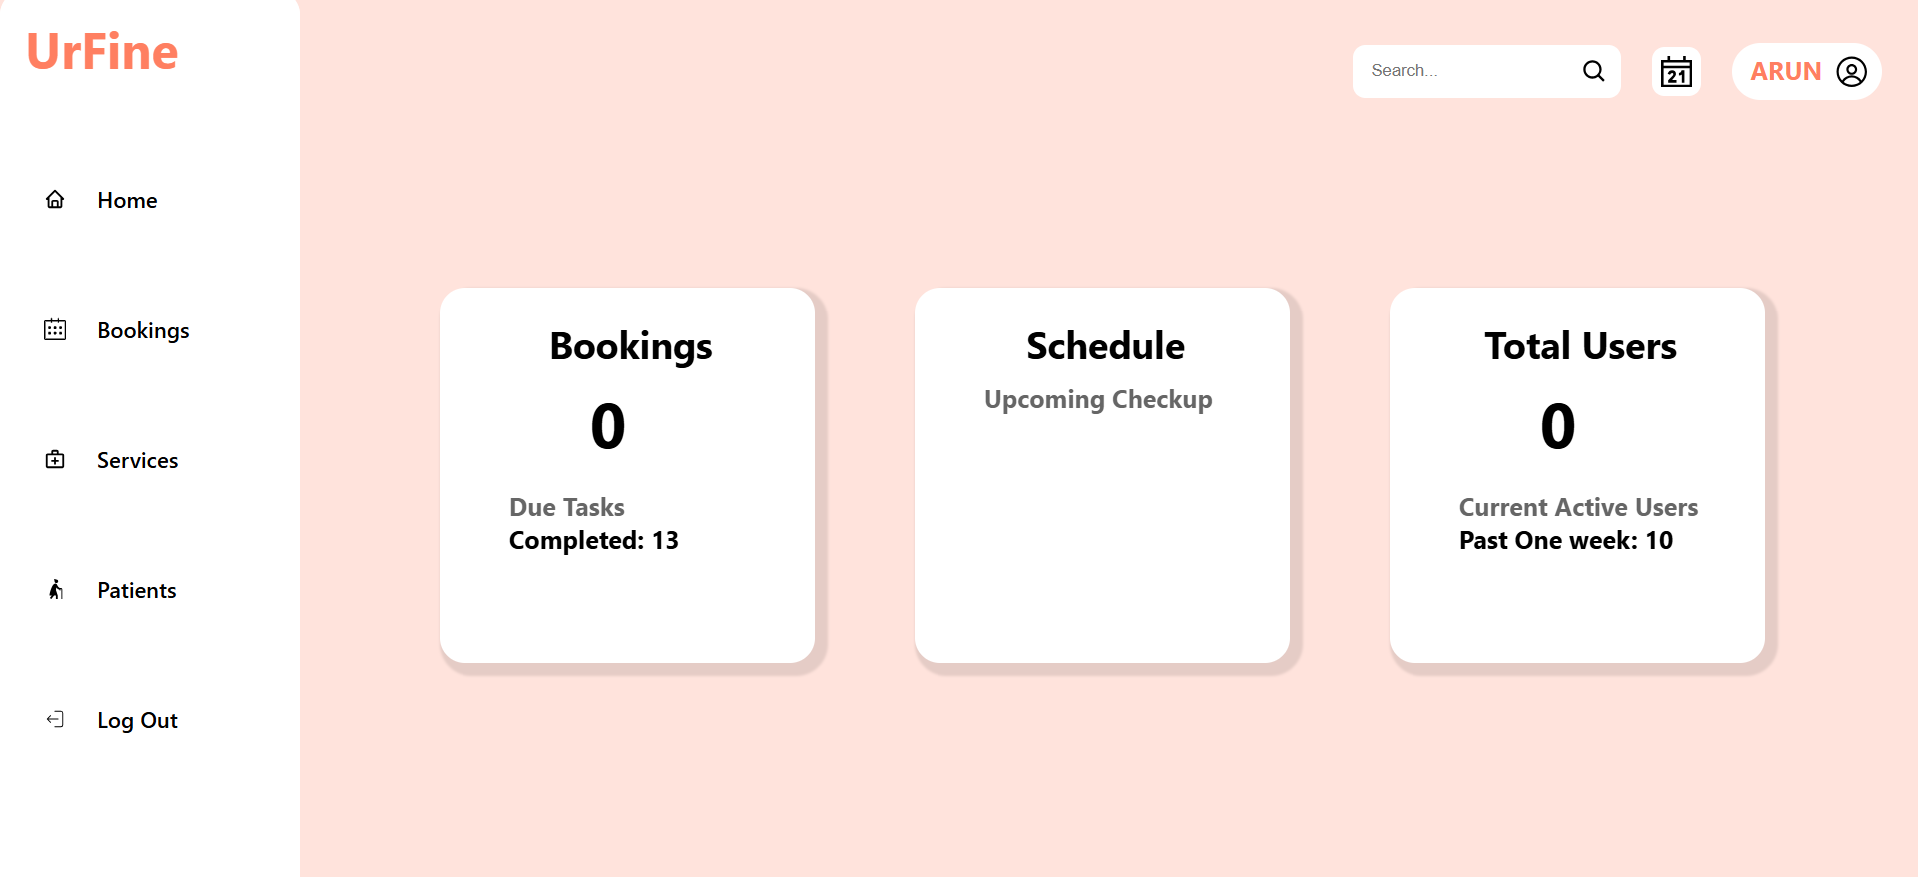 UrFine
Search...
21
ARUN
Home
Bookings
Services
Patients
Log Out
Bookings
0
Due Tasks
Completed: 13
Schedule
Upcoming Checkup
Total Users
0
Current Active Users
Past One week: 10